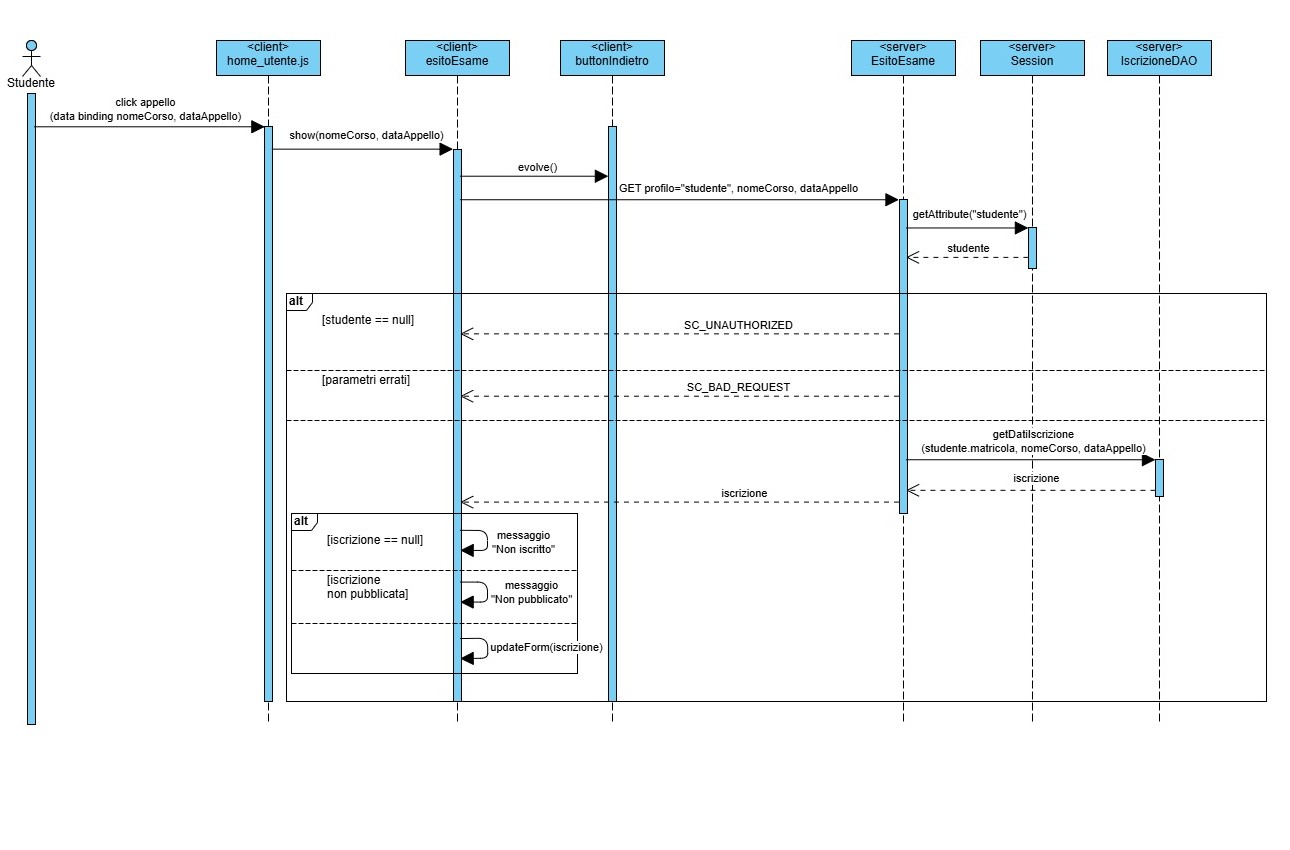 Studente
<client>
home_utente.js
<client>
esitoEsame
<client>
buttonIndietro
<server>
EsitoEsame
<server>
Session
<server>
IscrizioneDAO
click appello
(data binding nomeCorso, dataAppello)
show(nomeCorso, dataAppello)
evolve()
GET profilo="studente", nomeCorso, dataAppello
getAttribute("studente")
studente
alt
[studente == null]
SC_UNAUTHORIZED
[parametri errati]
SC_BAD_REQUEST
getDatiIscrizione
(studente.matricola, nomeCorso, dataAppello)
iscrizione
iscrizione
alt
[iscrizione == null]
messaggio
"Non iscritto"
[iscrizione
non pubblicata]
messaggio
"Non pubblicato"
updateForm(iscrizione)